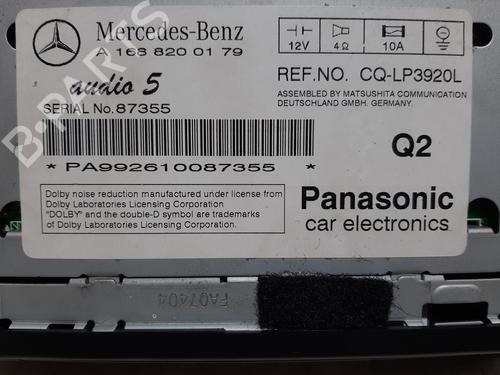 Mercedes-Benz
A 168 820 01 79
audio 5
SERIAL No. 87355
* PA992610087355 *
Dolby noise reduction manufactured under license from
Dolby Laboratories Licensing Corporation
"DOLBY" and the double-D symbol are trademarks
of Dolby Laboratories Licensing Corporation
12V 4Ω 10A
REF.NO. CQ-LP3920L
ASSEMBLED BY MATSUSHITA COMMUNICATION
DEUTSCHLAND GMBH. GERMANY.
Q2
Panasonic
car electronics
FA07404
B-PARTS